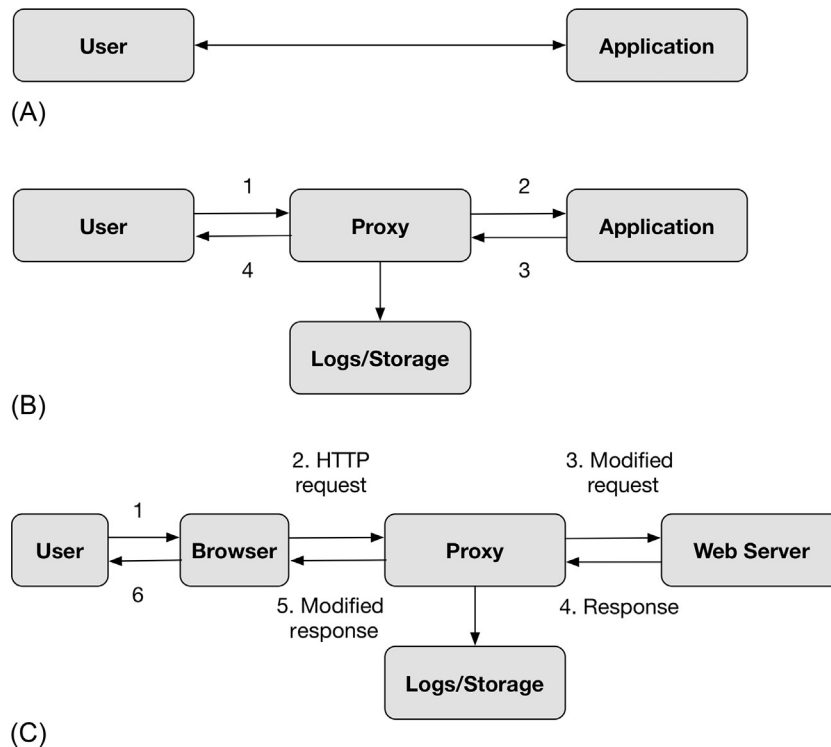 User
Application
(A)
1
2
User
Proxy
Application
4
3
Logs/Storage
(B)
2. HTTP
request
3. Modified
request
1
User
Browser
Proxy
Web Server
6
5. Modified
response
4. Response
Logs/Storage
(C)